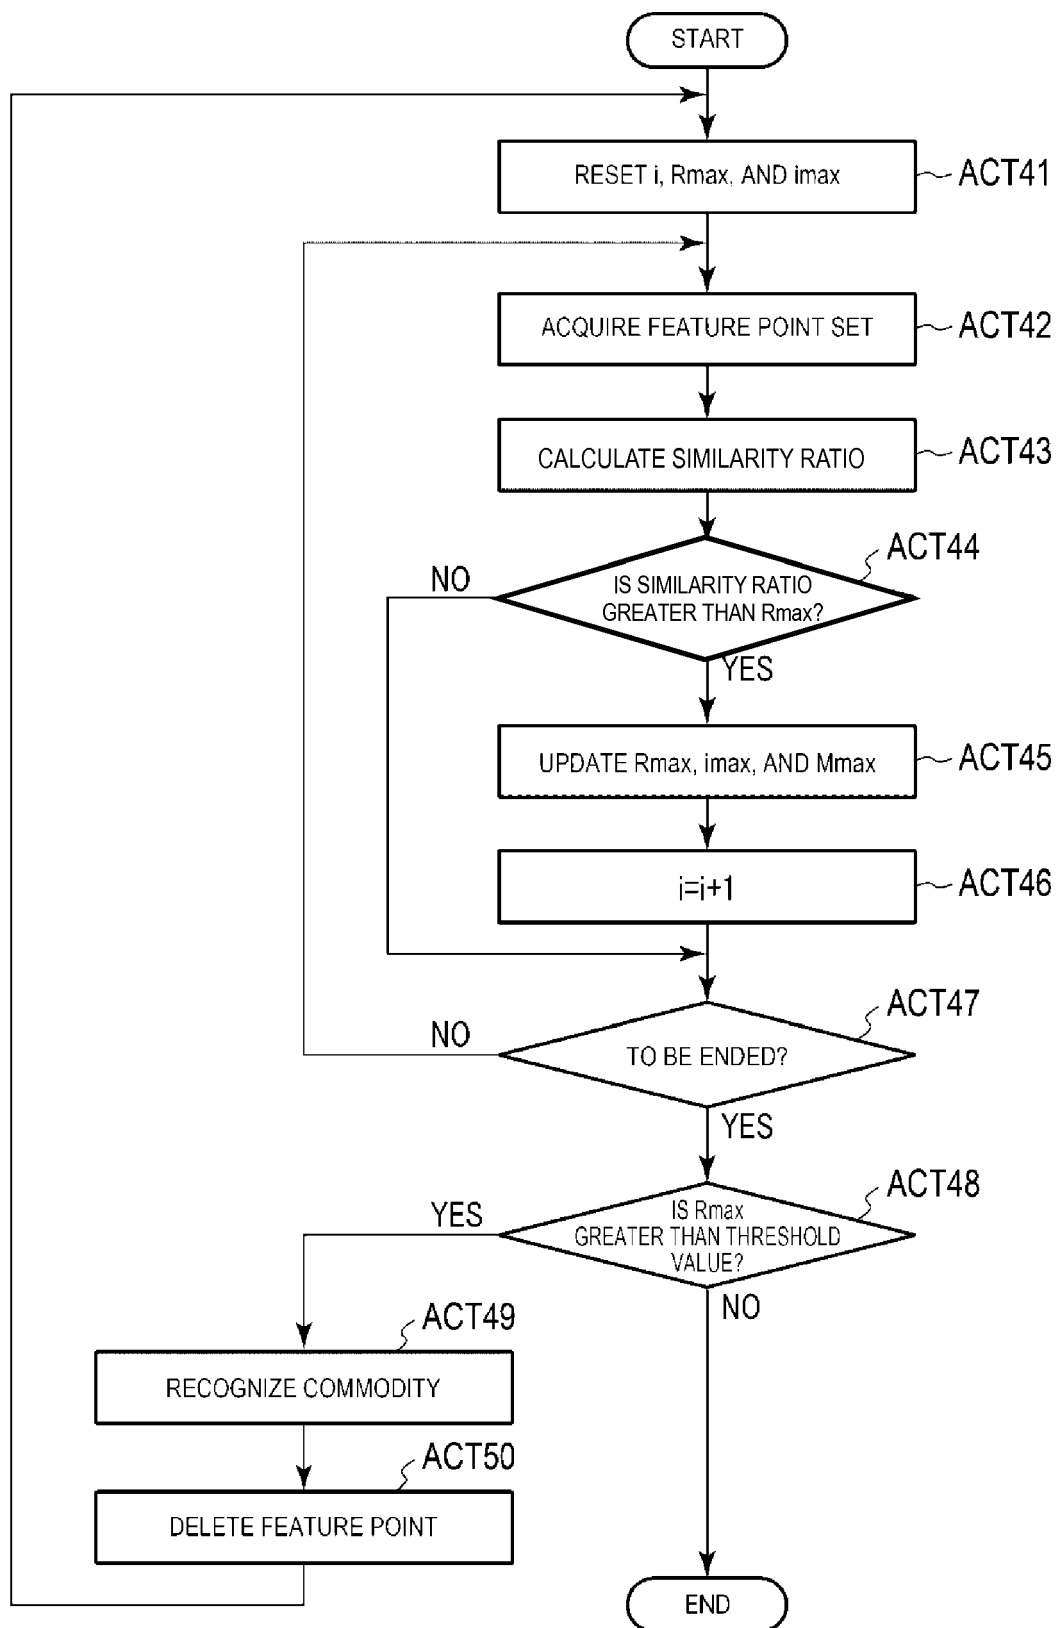 START
RESET i, Rmax, AND imax
ACT41
ACQUIRE FEATURE POINT SET
ACT42
CALCULATE SIMILARITY RATIO
ACT43
ACT44
NO
IS SIMILARITY RATIO
GREATER THAN Rmax?
YES
UPDATE Rmax, imax, AND Mmax
ACT45
i=i+1
ACT46
ACT47
NO
TO BE ENDED?
YES
ACT48
YES
IS Rmax
GREATER THAN THRESHOLD
VALUE?
NO
ACT49
RECOGNIZE COMMODITY
ACT50
DELETE FEATURE POINT
END